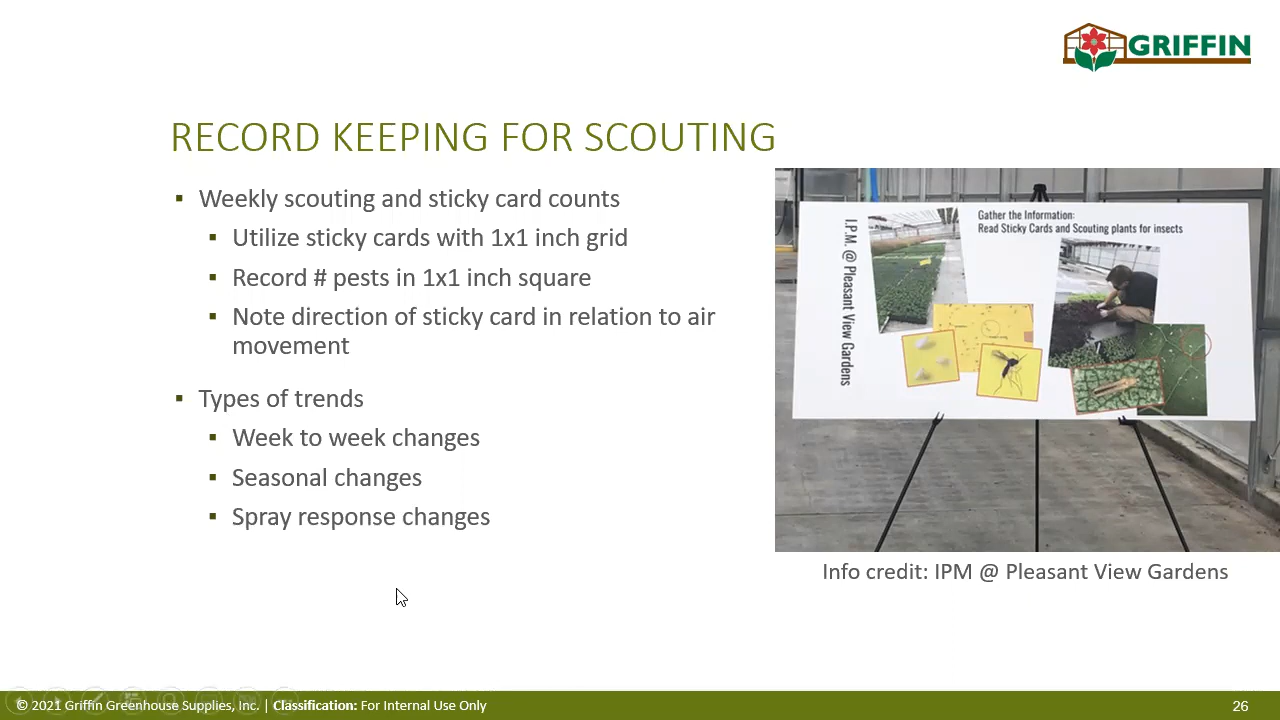 GRIFFIN
RECORD KEEPING FOR SCOUTING
Weekly scouting and sticky card counts
Utilize sticky cards with 1x1 inch grid
Record # pests in 1x1 inch square
Note direction of sticky card in relation to air
movement
Types of trends
Week to week changes
Seasonal changes
Spray response changes
I.P.M. @ Pleasant View Gardens
Gather the Information:
Read Sticky Cards and Scouting plants for insects
Info credit: IPM @ Pleasant View Gardens
© 2021 Griffin Greenhouse Supplies, Inc. | Classification: For Internal Use Only
26